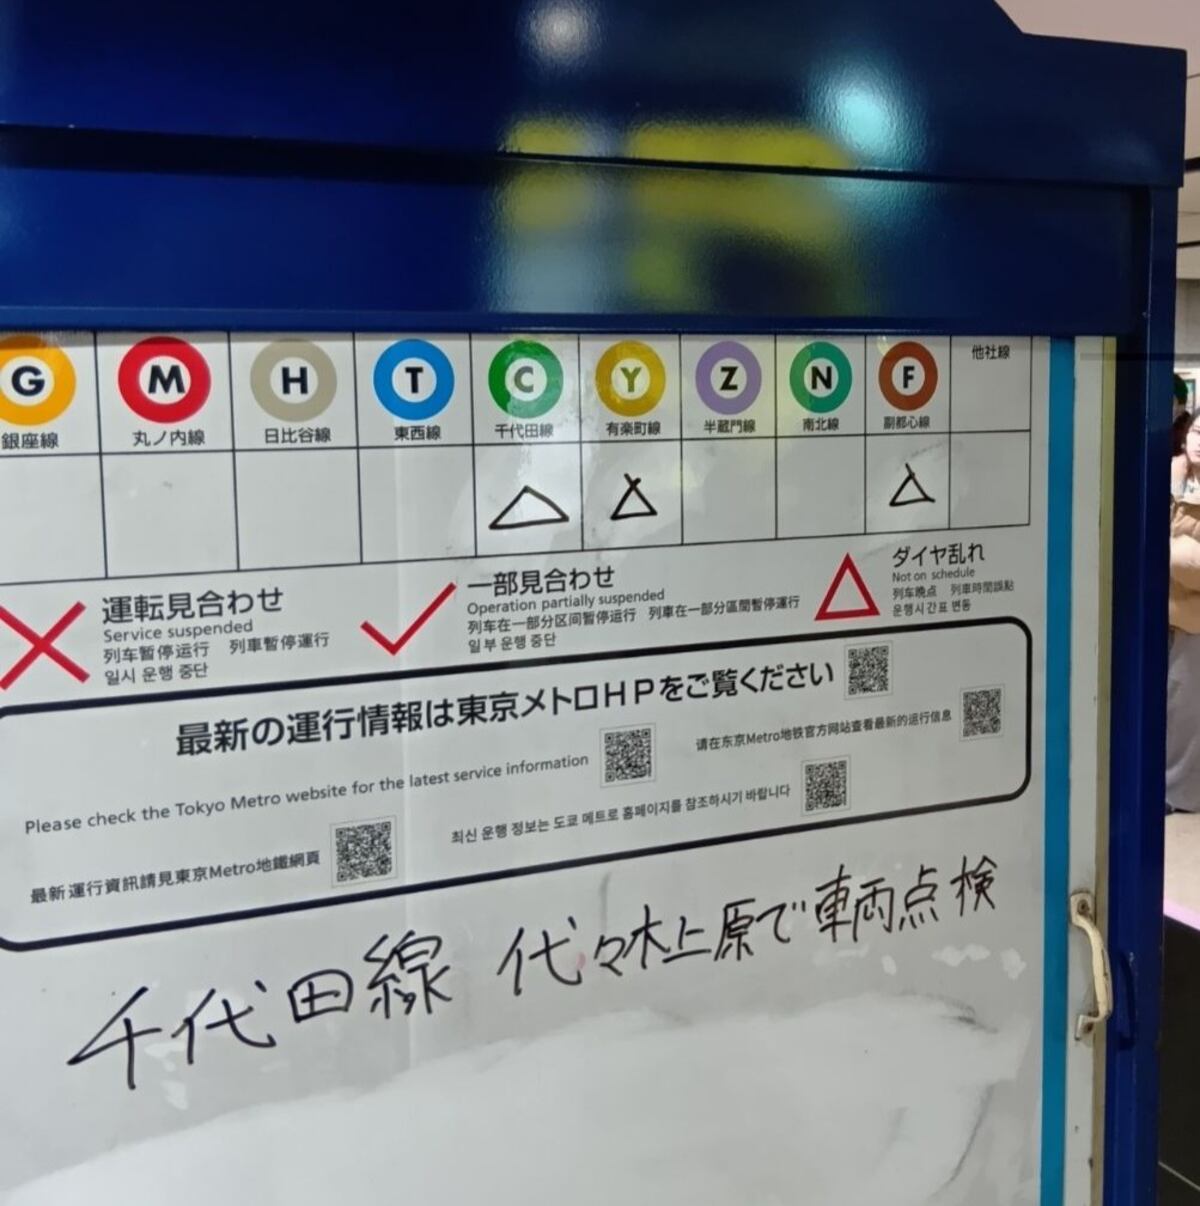 G M H T C Y Z N F 他社線
銀座線 丸ノ内線 日比谷線 東西線 千代田線 有楽町線 半蔵門線 南北線 副都心線
△ △ △
運転見合わせ
Service suspended
列车暂停运行 列車暫停運行
일시 운행 중단
一部見合わせ
Operation partially suspended
列车在一部分区间暂停运行 列車在一部分區間暫停運行
일부 운행 중단
ダイヤ乱れ
Not on schedule
列车晚点 列車時間誤點
운행시간표 변동
最新の運行情報は東京メトロHPをご覧ください
Please check the Tokyo Metro website for the latest service information
请在东京Metro地铁官方网站查看最新的运行信息
最新運行資訊請見東京Metro地鐵網頁
최신 운행 정보는 도쿄 메트로 홈페이지를 참조하시기 바랍니다
千代田線 代々木上原で車両点検